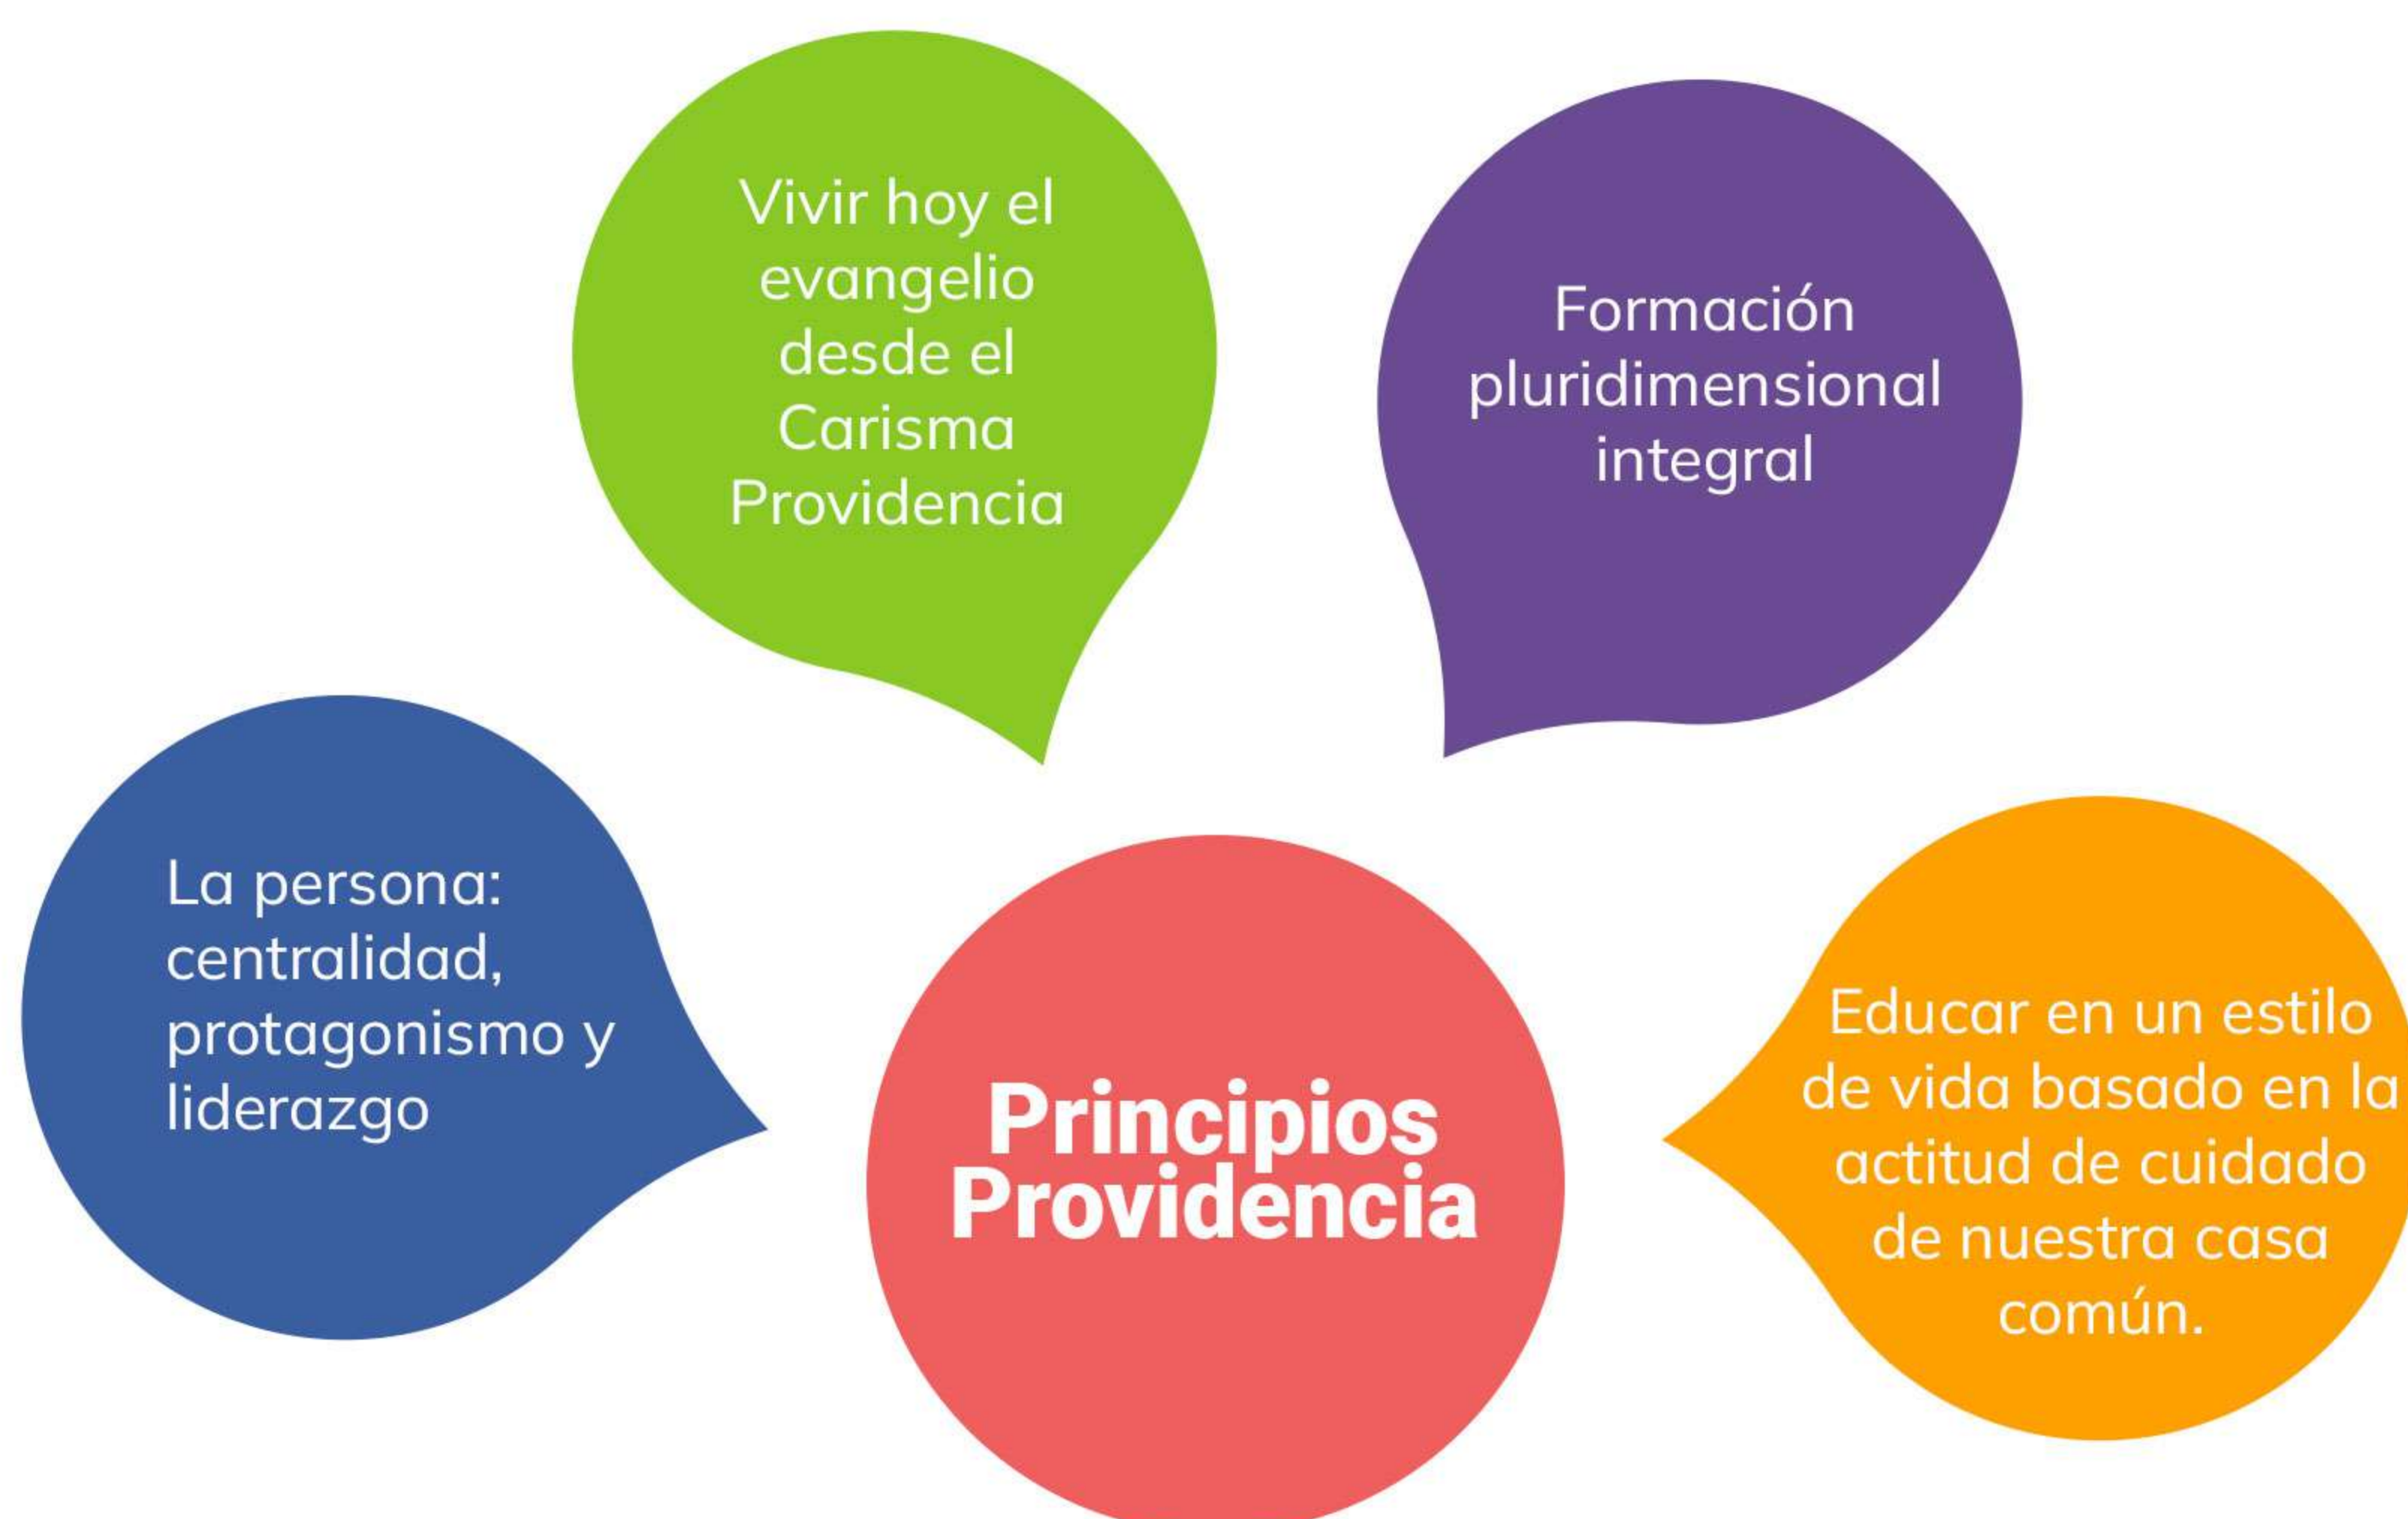 Vivir hoy el
evangelio
desde el
Carisma
Providencia
Formación
pluridimensional
integral
La persona:
centralidad,
protagonismo y
liderazgo
Principios
Providencia
Educar en un estilo
de vida basado en la
actitud de cuidado
de nuestra casa
común.